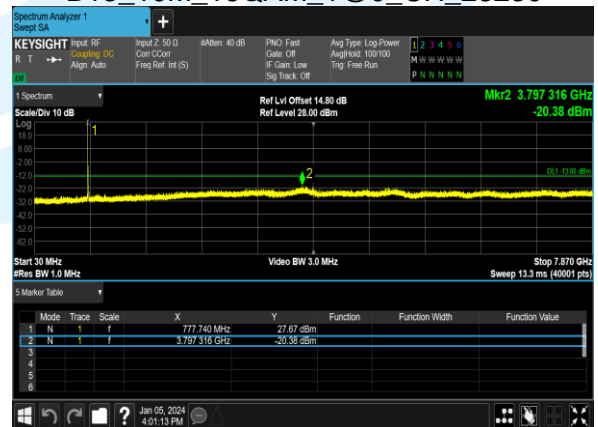 Spectrum Analyzer 1
Swept SA
+
KEYSIGHT Input: RF Input Z: 50 Ω #Atten: 40 dB PNO: Fast Avg Type: Log-Power 1 2 3 4 5 6
R T Coupling: DC Corr CCorr Gate: Off Avg|Hold: 100/100 M W W W W W
Align: Auto Freq Ref: Int (S) IF Gain: Low Trig: Free Run
Sig Track: Off P N N N N N
1 Spectrum Ref Lvl Offset 14.80 dB Mkr2 3.797 316 GHz
Scale/Div 10 dB Ref Level 28.00 dBm -20.38 dBm
Log
1
18.0
8.00
-2.00
2
-12.0 DL1 -13.00 dBm
-22.0
-32.0
-42.0
-52.0
-62.0
Start 30 MHz Video BW 3.0 MHz Stop 7.870 GHz
#Res BW 1.0 MHz Sweep 13.3 ms (40001 pts)
5 Marker Table
Mode Trace Scale X Y Function Function Width Function Value
1 N 1 f 777.740 MHz 27.67 dBm
2 N 1 f 3.797 316 GHz -20.38 dBm
3
4
5
6
? Jan 05, 2024
4:01:13 PM